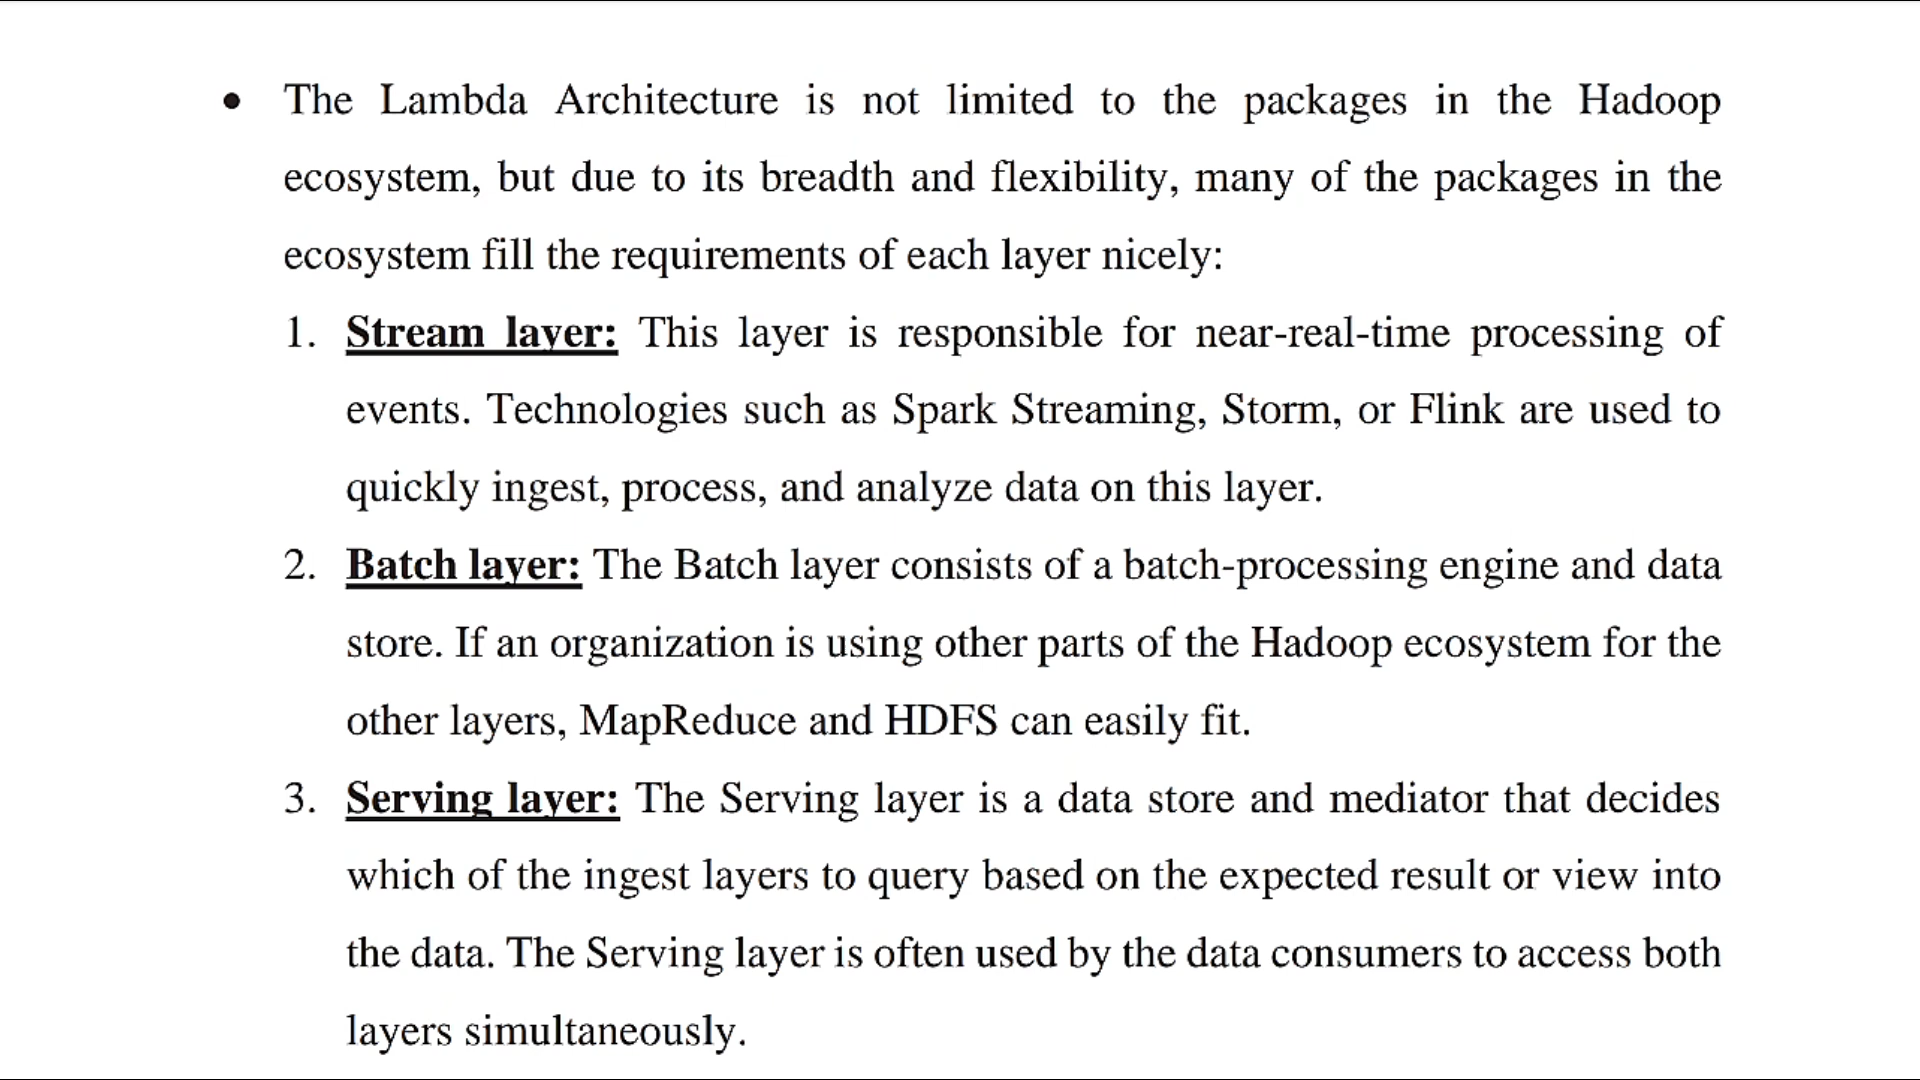 • The Lambda Architecture is not limited to the packages in the Hadoop
ecosystem, but due to its breadth and flexibility, many of the packages in the
ecosystem fill the requirements of each layer nicely:
1. Stream layer: This layer is responsible for near-real-time processing of
events. Technologies such as Spark Streaming, Storm, or Flink are used to
quickly ingest, process, and analyze data on this layer.
2. Batch layer: The Batch layer consists of a batch-processing engine and data
store. If an organization is using other parts of the Hadoop ecosystem for the
other layers, MapReduce and HDFS can easily fit.
3. Serving layer: The Serving layer is a data store and mediator that decides
which of the ingest layers to query based on the expected result or view into
the data. The Serving layer is often used by the data consumers to access both
layers simultaneously.